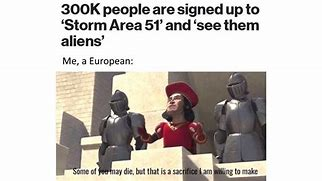 300K people are signed up to
‘Storm Area 51’ and ‘see them
aliens’
Me, a European:
Some of you may die, but that is a sacrifice I am willing to make